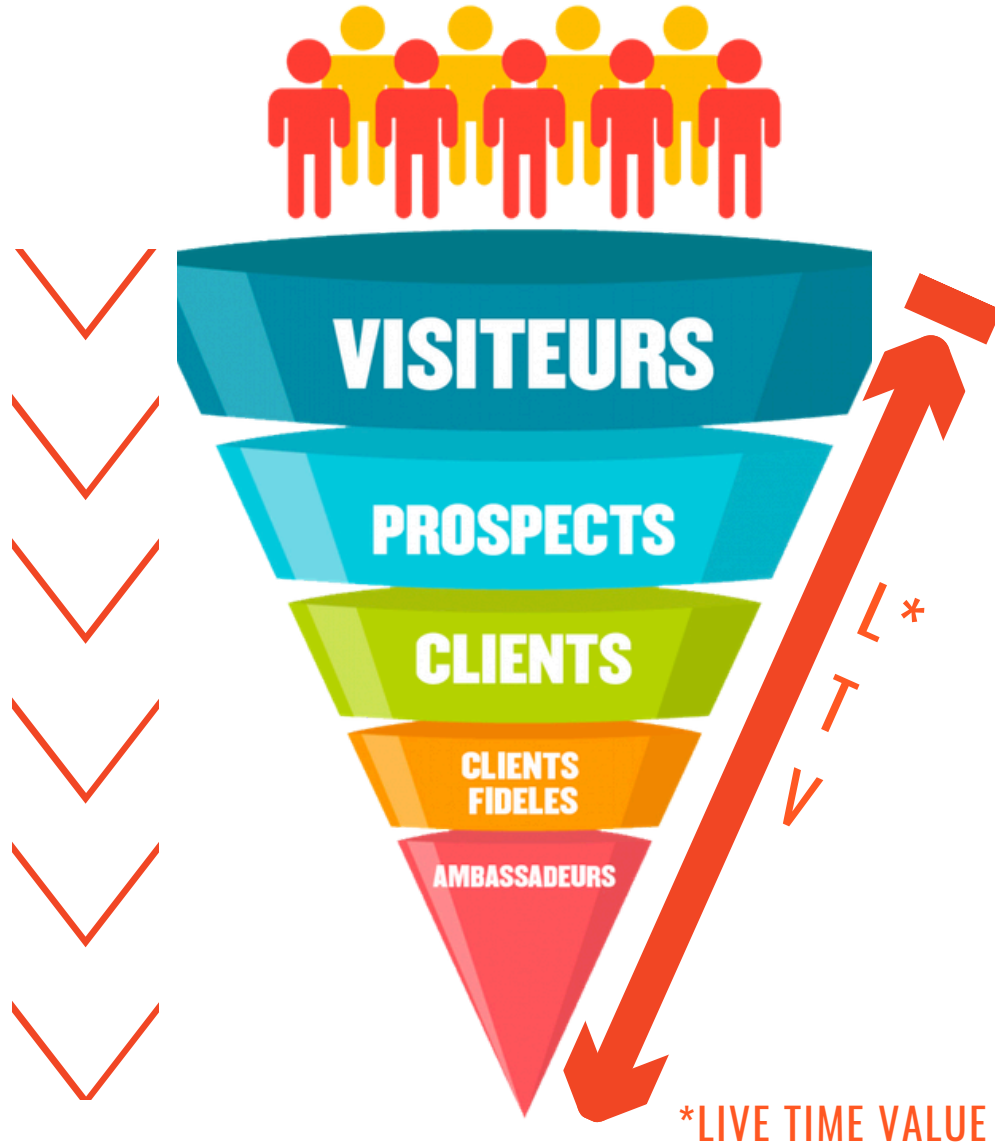 VISITEURS
PROSPECTS
CLIENTS
CLIENTS
FIDELES
AMBASSADEURS
L*
T
V
*LIVE TIME VALUE